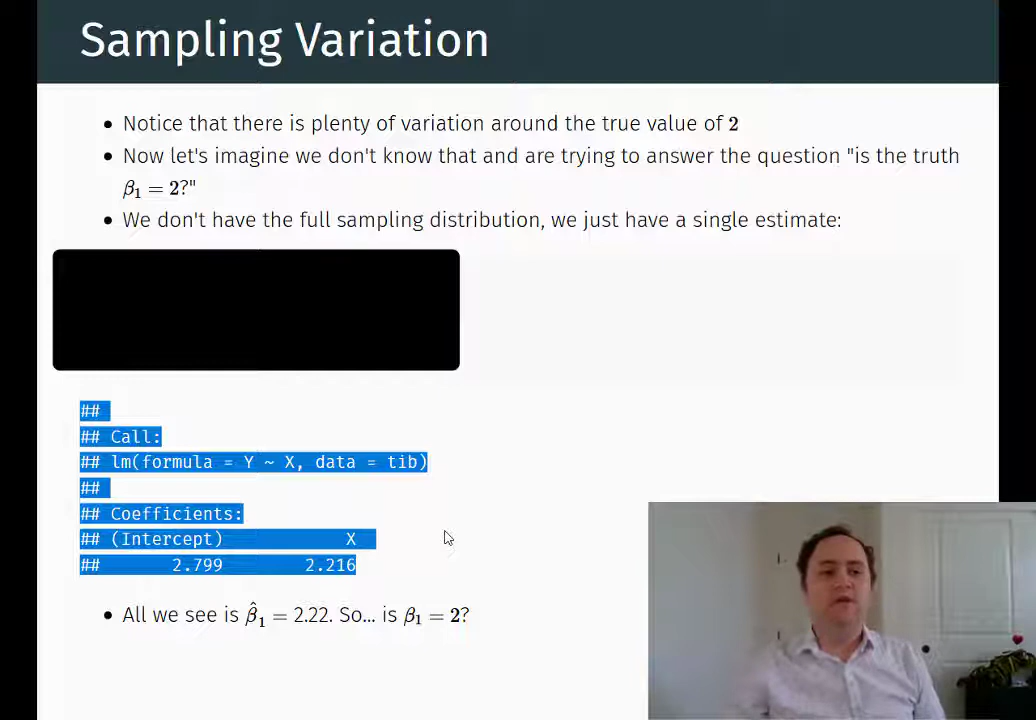 Sampling Variation
• Notice that there is plenty of variation around the true value of 2
• Now let's imagine we don't know that and are trying to answer the question "is the truth
β₁ = 2?"
• We don't have the full sampling distribution, we just have a single estimate:
##
## Call:
## lm(formula = Y ~ X, data = tib)
##
## Coefficients:
## (Intercept)            X
##       2.799        2.216
• All we see is β̂₁ = 2.22. So... is β₁ = 2?